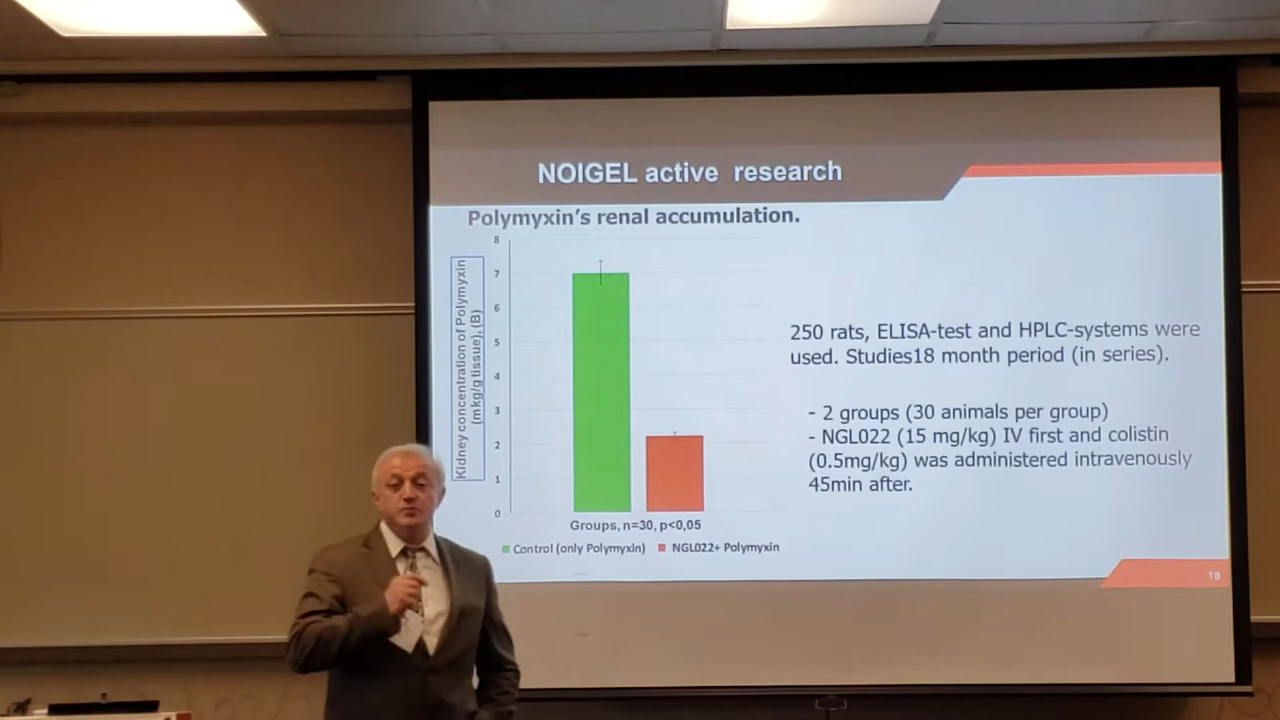 NOIGEL active research
Polymyxin's renal accumulation.
Kidney concentration of Polymyxin
(mkg/g tissue), (B)
8
7
6
5
4
3
2
1
0
Groups, n=30, p<0,05
Control (only Polymyxin)
NGL022+ Polymyxin
250 rats, ELISA-test and HPLC-systems were
used. Studies18 month period (in series).
- 2 groups (30 animals per group)
- NGL022 (15 mg/kg) IV first and colistin
(0.5mg/kg) was administered intravenously
45min after.
18